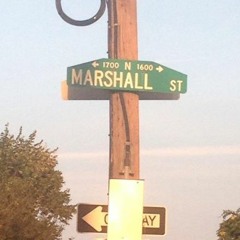 ← 1700 N 1600 →
MARSHALL ST